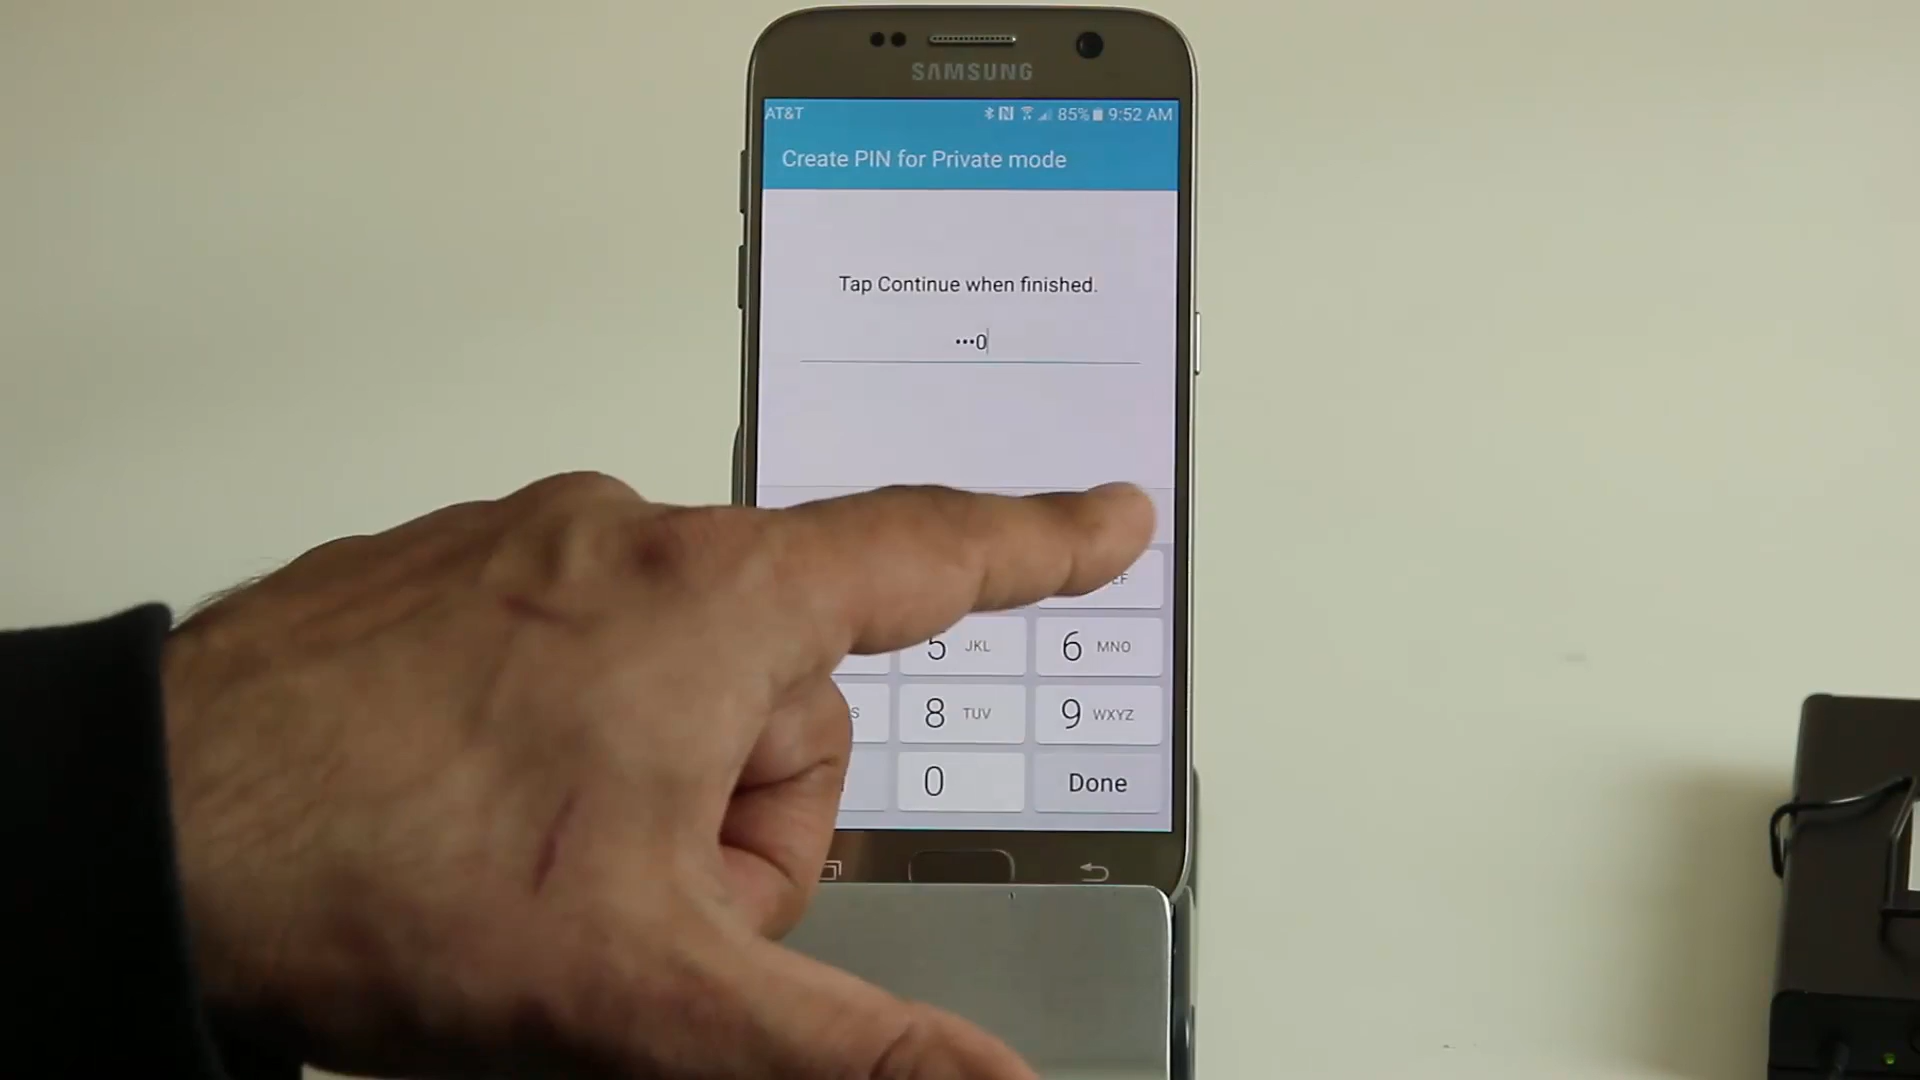 SAMSUNG
AT&T 85% 9:52 AM
Create PIN for Private mode
Tap Continue when finished.
•••0
5 JKL 6 MNO
8 TUV 9 WXYZ
0 Done